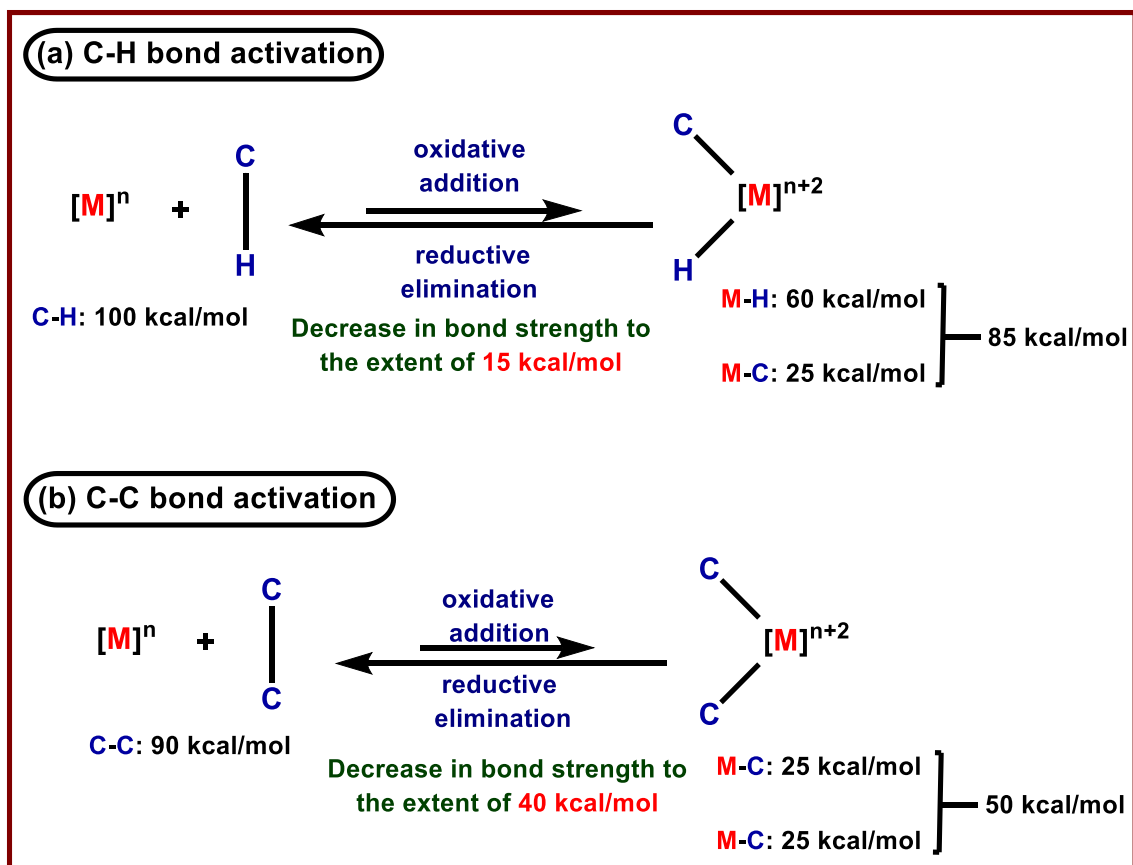 (a) C-H bond activation
[M]ⁿ + C H
oxidative
addition
reductive
elimination
C [M]ⁿ⁺² H
C-H: 100 kcal/mol
Decrease in bond strength to
the extent of 15 kcal/mol
M-H: 60 kcal/mol
85 kcal/mol
M-C: 25 kcal/mol
(b) C-C bond activation
[M]ⁿ + C C
oxidative
addition
reductive
elimination
C [M]ⁿ⁺² C
C-C: 90 kcal/mol
Decrease in bond strength to
the extent of 40 kcal/mol
M-C: 25 kcal/mol
50 kcal/mol
M-C: 25 kcal/mol